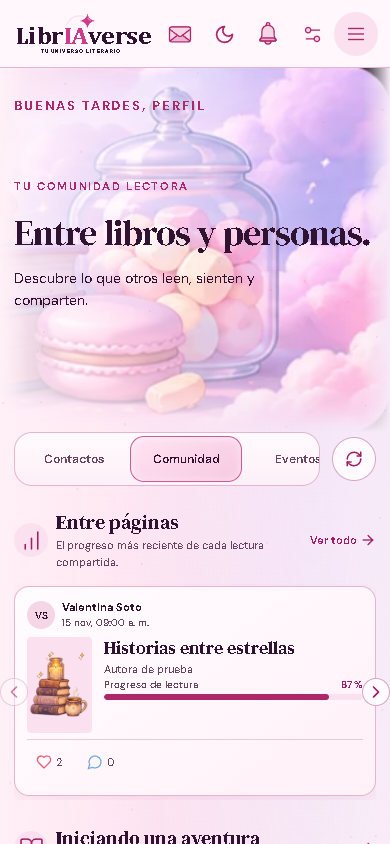 LibrIAverse
TU UNIVERSO LITERARIO
BUENAS TARDES, PERFIL
TU COMUNIDAD LECTORA
Entre libros y personas.
Descubre lo que otros leen, sienten y
comparten.
Contactos
Comunidad
Eventos
Entre páginas
El progreso más reciente de cada lectura
compartida.
Ver todo
VS
Valentina Soto
15 nov, 09:00 a. m.
Historias entre estrellas
Autora de prueba
Progreso de lectura
87%
2
0
Iniciando una aventura